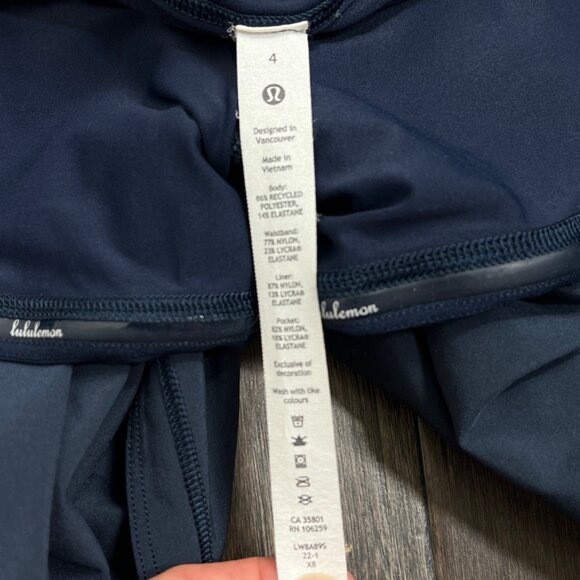 4
Designed in
Vancouver
Made in
Vietnam
Body:
86% RECYCLED
POLYESTER,
14% ELASTANE
Waistband:
77% NYLON,
23% LYCRA®
ELASTANE
Liner:
87% NYLON,
13% LYCRA®
ELASTANE
Pocket:
82% NYLON,
18% LYCRA®
ELASTANE
Exclusive of
decoration
Wash with like
colours
CA 35801
RN 106259
LW8A89S
22-1
X8
lululemon
lululemon